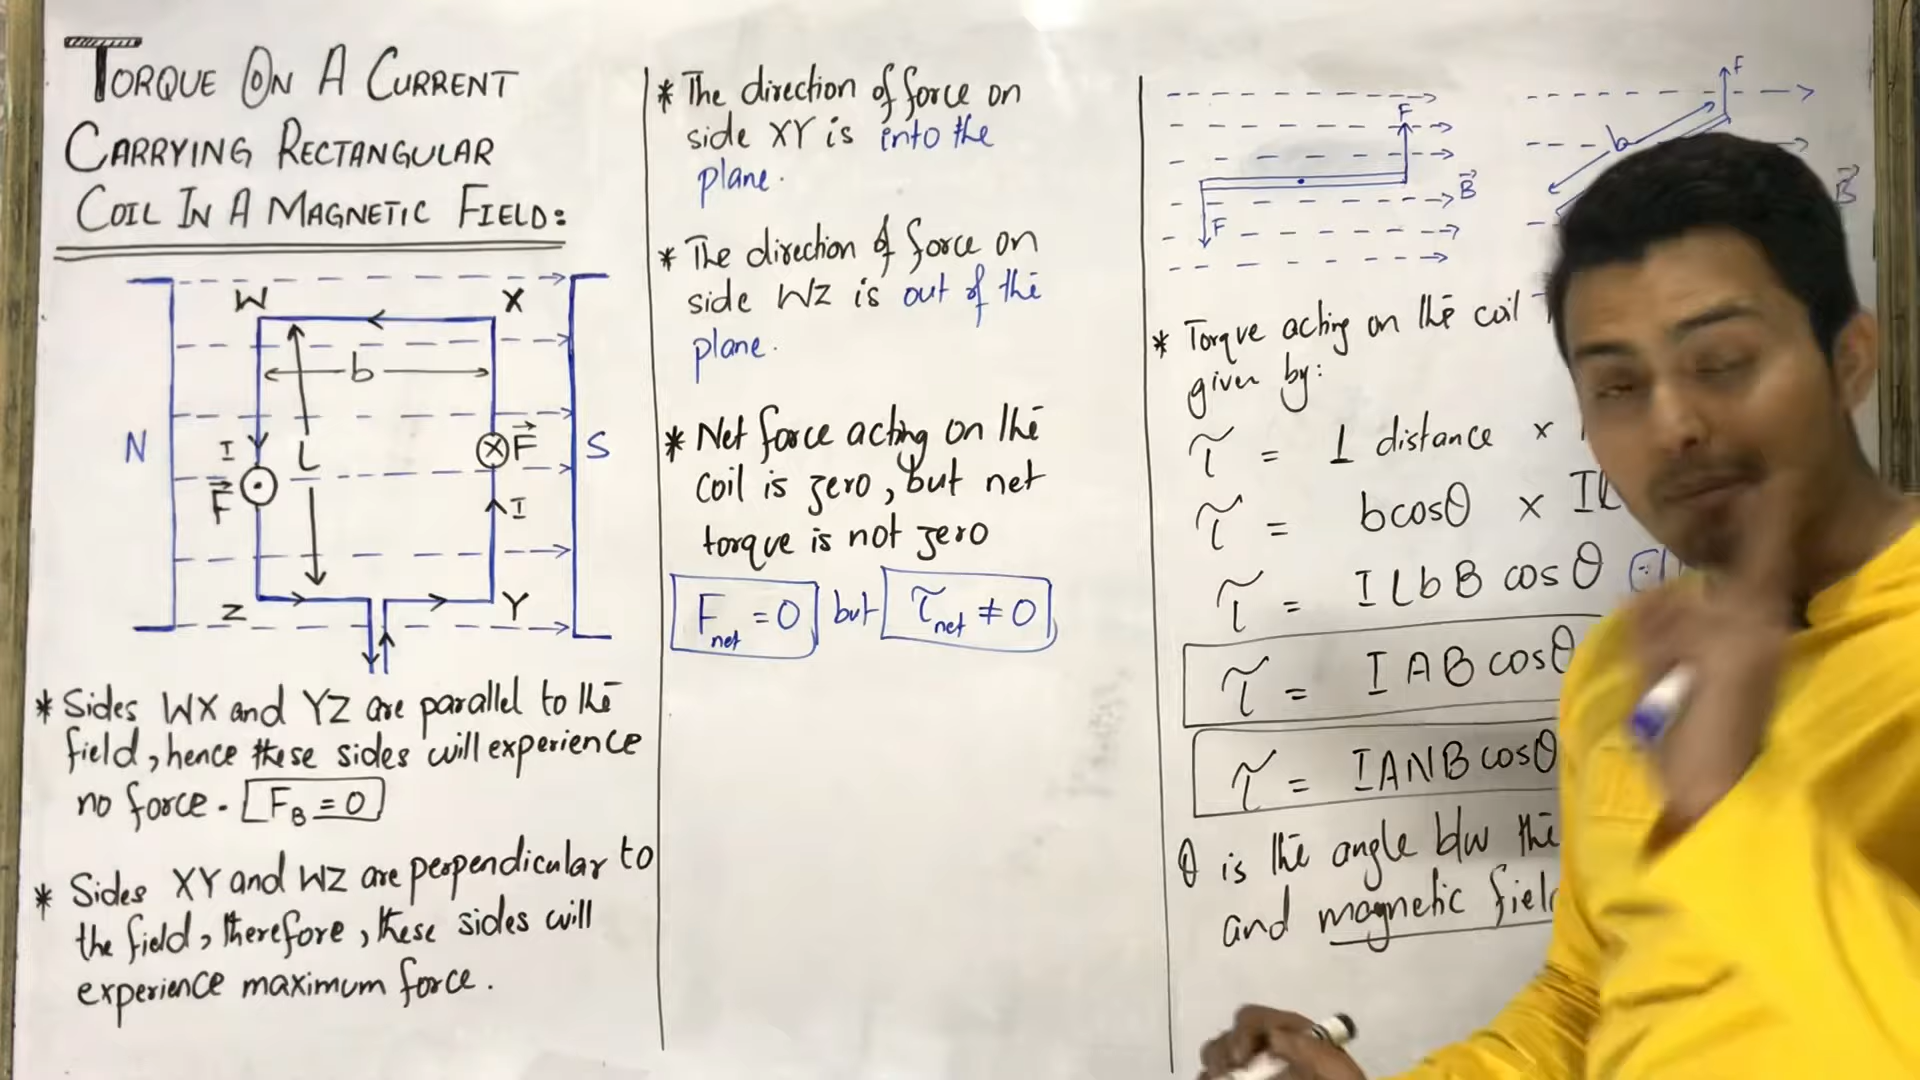 TORQUE ON A CURRENT
CARRYING RECTANGULAR
COIL IN A MAGNETIC FIELD:
W
X
b
N
I
L
F⃗
F⃗
S
I
Z
Y
* Sides WX and YZ are parallel to the
field, hence these sides will experience
no force. F_B = 0
* Sides XY and WZ are perpendicular to
the field, therefore, these sides will
experience maximum force.
* The direction of force on
side XY is into the
plane.
* The direction of force on
side WZ is out of the
plane.
* Net force acting on the
coil is zero, but net
torque is not zero
F_net = 0 but τ_net ≠ 0
F
B⃗
F
F
b
B⃗
* Torque acting on the coil
given by:
τ = ⊥ distance ×
τ = bcosθ × IL
τ = ILbB cosθ
τ = IAB cosθ
τ = IANB cosθ
θ is the angle b/w the
and magnetic field